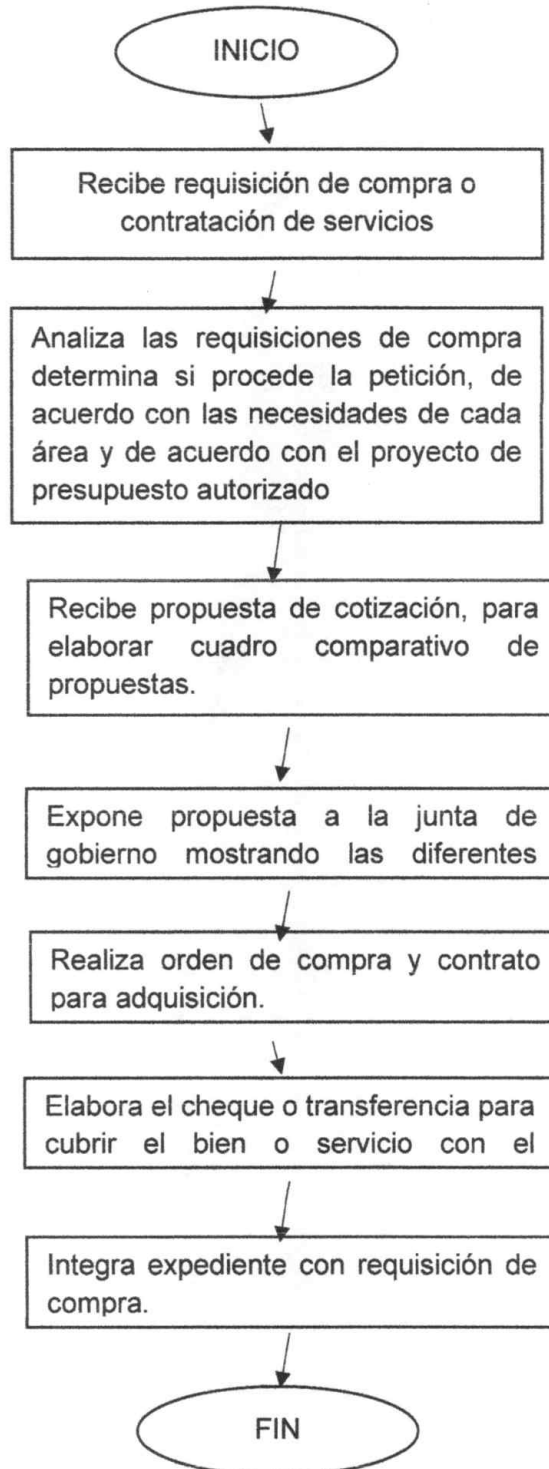 INICIO
Recibe requisición de compra o
contratación de servicios
Analiza las requisiciones de compra
determina si procede la petición, de
acuerdo con las necesidades de cada
área y de acuerdo con el proyecto de
presupuesto autorizado
Recibe propuesta de cotización, para
elaborar cuadro comparativo de
propuestas.
Expone propuesta a la junta de
gobierno mostrando las diferentes
Realiza orden de compra y contrato
para adquisición.
Elabora el cheque o transferencia para
cubrir el bien o servicio con el
Integra expediente con requisición de
compra.
FIN